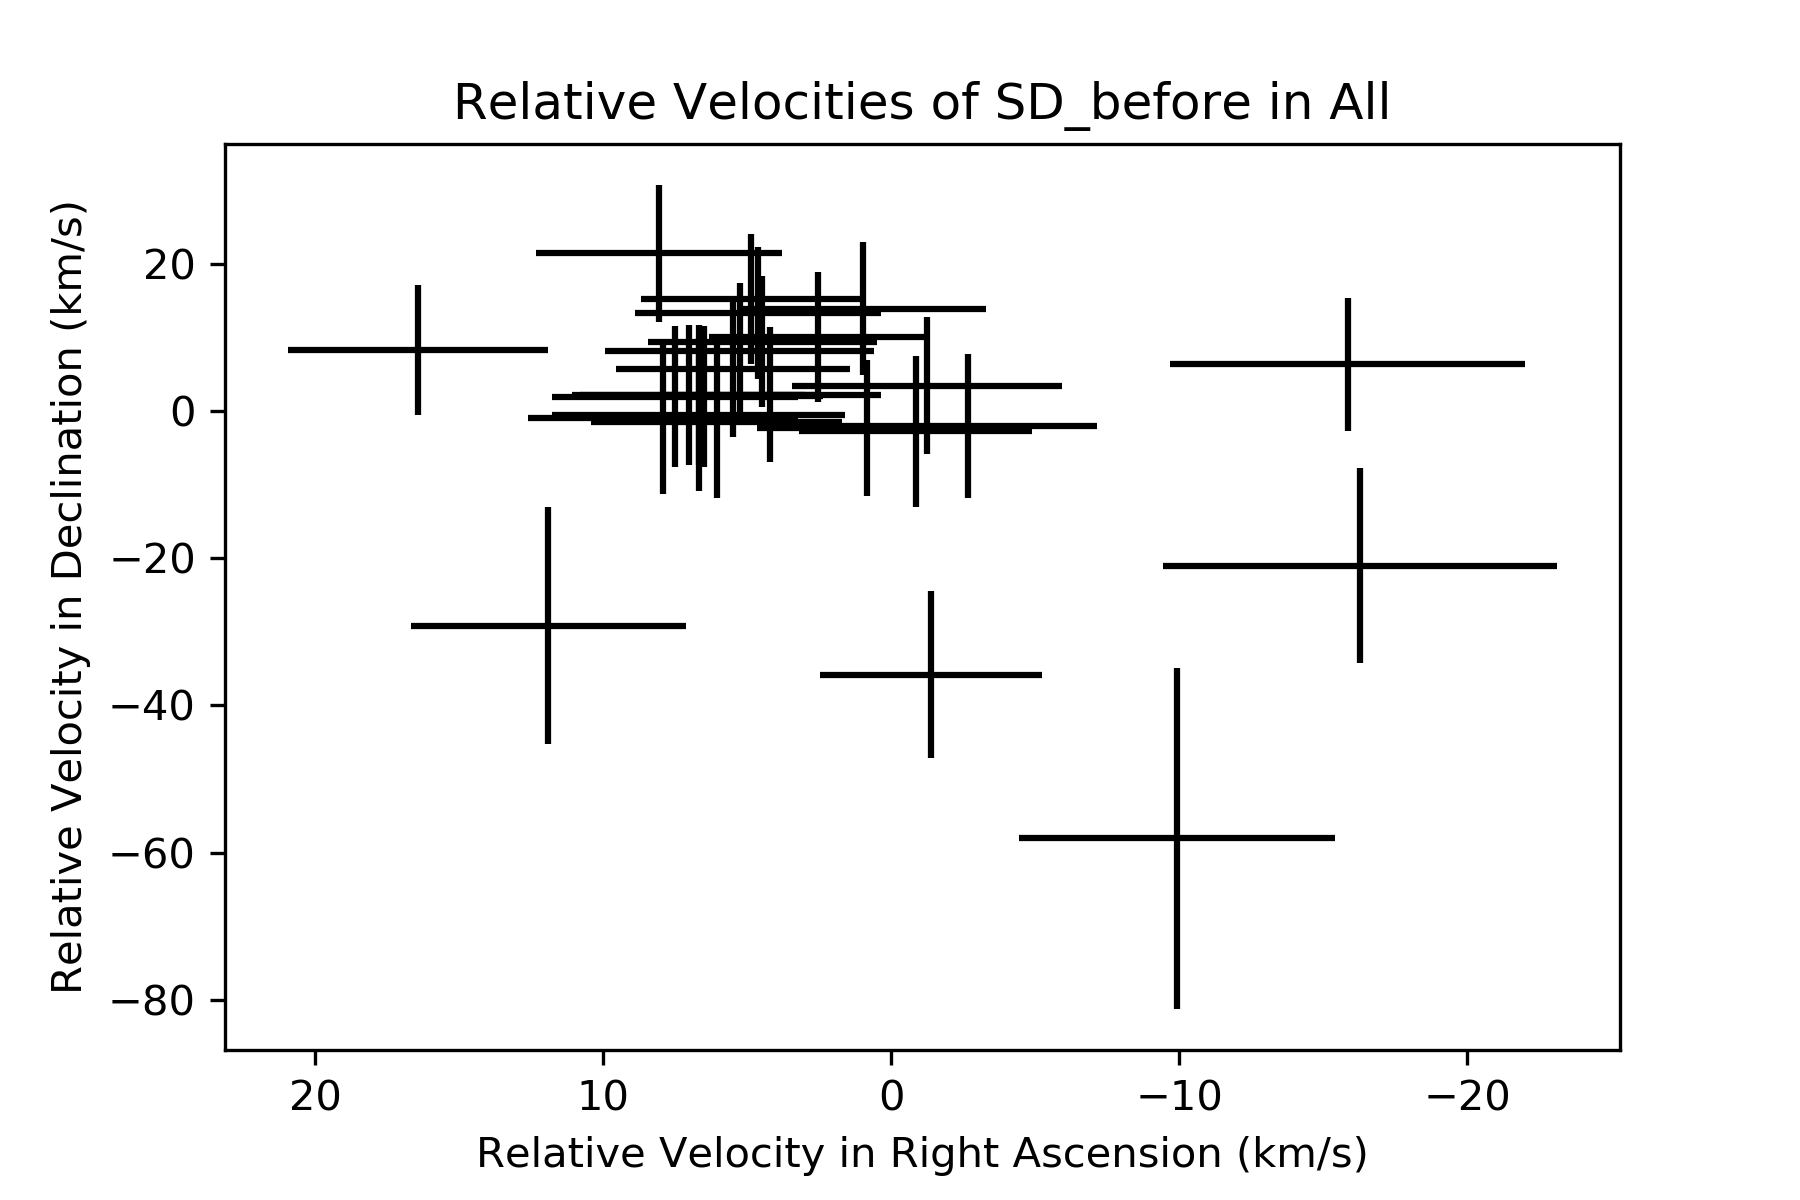 Relative Velocities of SD_before in All
Relative Velocity in Declination (km/s)
20
0
−20
−40
−60
−80
20 10 0 −10 −20
Relative Velocity in Right Ascension (km/s)